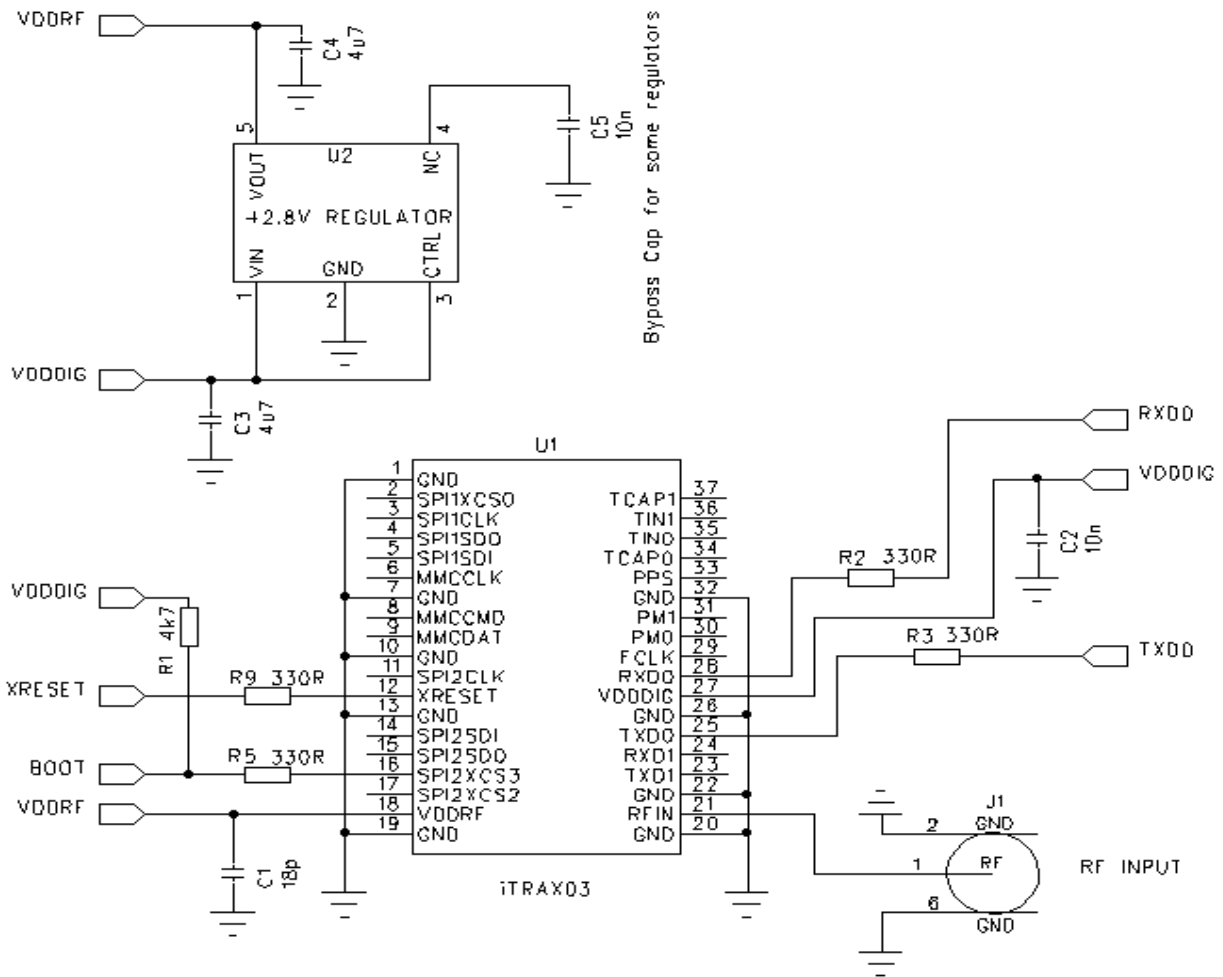 VDDRF
C4
4u7
5
4
C5
10n
Bypass Cap for some regulators
U2
VOUT
NC
+2.8V REGULATOR
VIN
GND
CTRL
1
2
3
VDDDIG
C3
4u7
RXD0
VDDDIG
C2
10n
R2 330R
R3 330R
TXD0
U1
1 GND
2 SPI1XCS0
3 SPI1CLK
4 SPI1SDO
5 SPI1SDI
6 MMCCLK
7 GND
8 MMCCMD
9 MMCDAT
10 GND
11 SPI2CLK
12 XRESET
13 GND
14 SPI2SDI
15 SPI2SDO
16 SPI2XCS3
17 SPI2XCS2
18 VDDRF
19 GND
TCAP1 37
TIN1 36
TIN0 35
TCAP0 34
PPS 33
GND 32
PM1 31
PM0 30
FCLK 29
RXD0 28
VDDDIG 27
GND 26
TXD0 25
RXD1 24
TXD1 23
GND 22
RFIN 21
GND 20
iTRAX03
VDDDIG
R1 4k7
XRESET
R9 330R
BOOT
R5 330R
VDDRF
C1
18p
J1
2
GND
1
RF
RF INPUT
6
GND